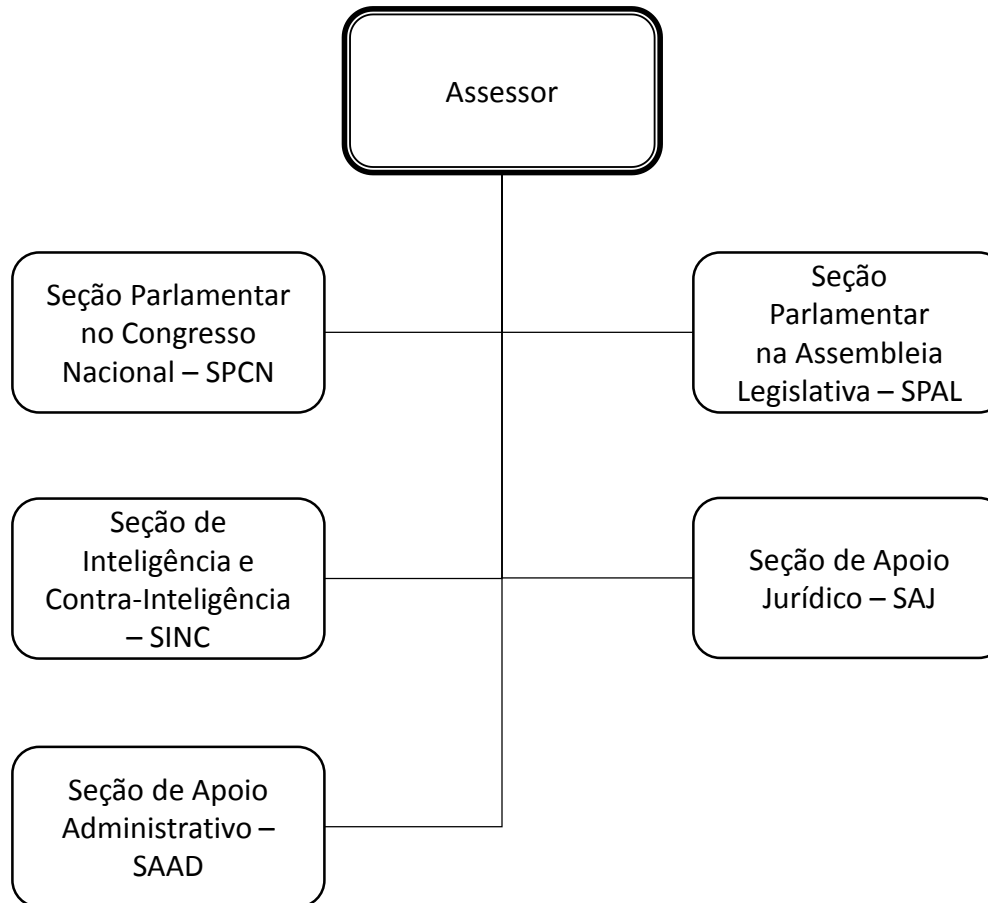 Assessor
Seção Parlamentar
no Congresso
Nacional – SPCN
Seção
Parlamentar
na Assembleia
Legislativa – SPAL
Seção de
Inteligência e
Contra-Inteligência
– SINC
Seção de Apoio
Jurídico – SAJ
Seção de Apoio
Administrativo –
SAAD